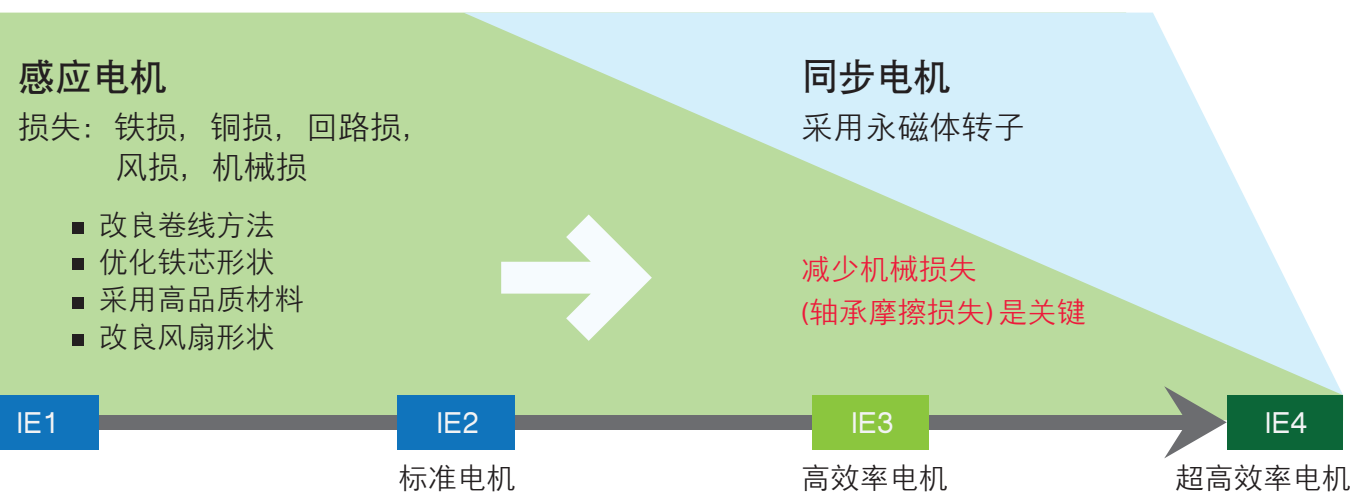 感应电机
损失：铁损，铜损，回路损，
风损，机械损
■ 改良卷线方法
■ 优化铁芯形状
■ 采用高品质材料
■ 改良风扇形状
同步电机
采用永磁体转子
减少机械损失
(轴承摩擦损失) 是关键
IE1
IE2
IE3
IE4
标准电机
高效率电机
超高效率电机